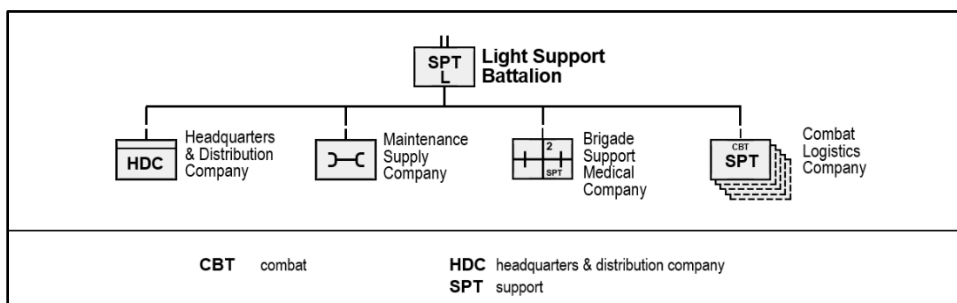 SPT
L
Light Support
Battalion
HDC
Headquarters
& Distribution
Company
Maintenance
Supply
Company
2
SPT
Brigade
Support
Medical
Company
CBT
SPT
Combat
Logistics
Company
CBT combat
HDC headquarters & distribution company
SPT support